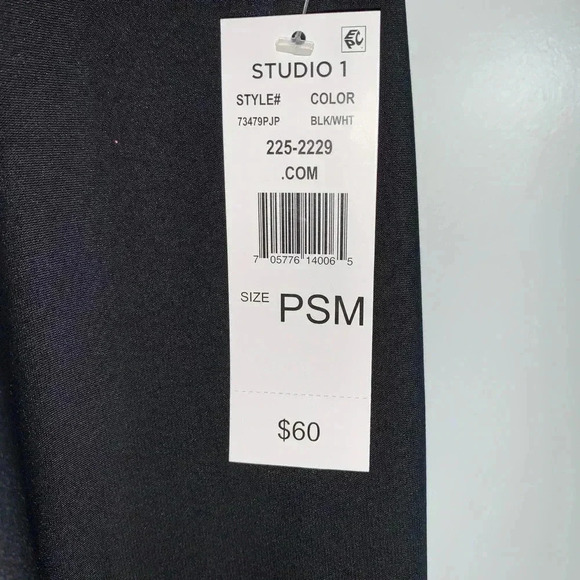 STUDIO 1
STYLE# COLOR
73479PJP BLK/WHT
225-2229
.COM
7 05776 14006 5
SIZE PSM
$60